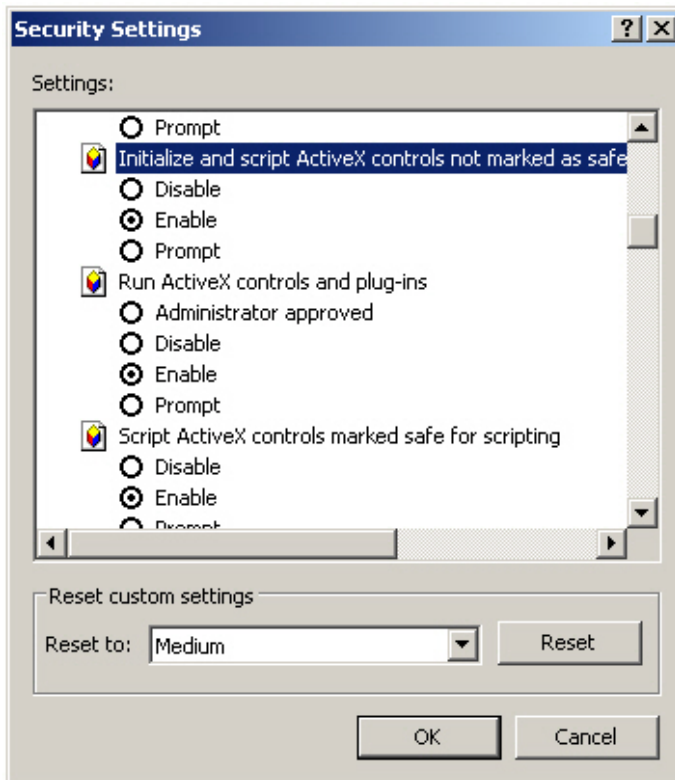 Security Settings
Settings:
Prompt
Initialize and script ActiveX controls not marked as safe
Disable
Enable
Prompt
Run ActiveX controls and plug-ins
Administrator approved
Disable
Enable
Prompt
Script ActiveX controls marked safe for scripting
Disable
Enable
Prompt
Reset custom settings
Reset to: Medium Reset
OK Cancel